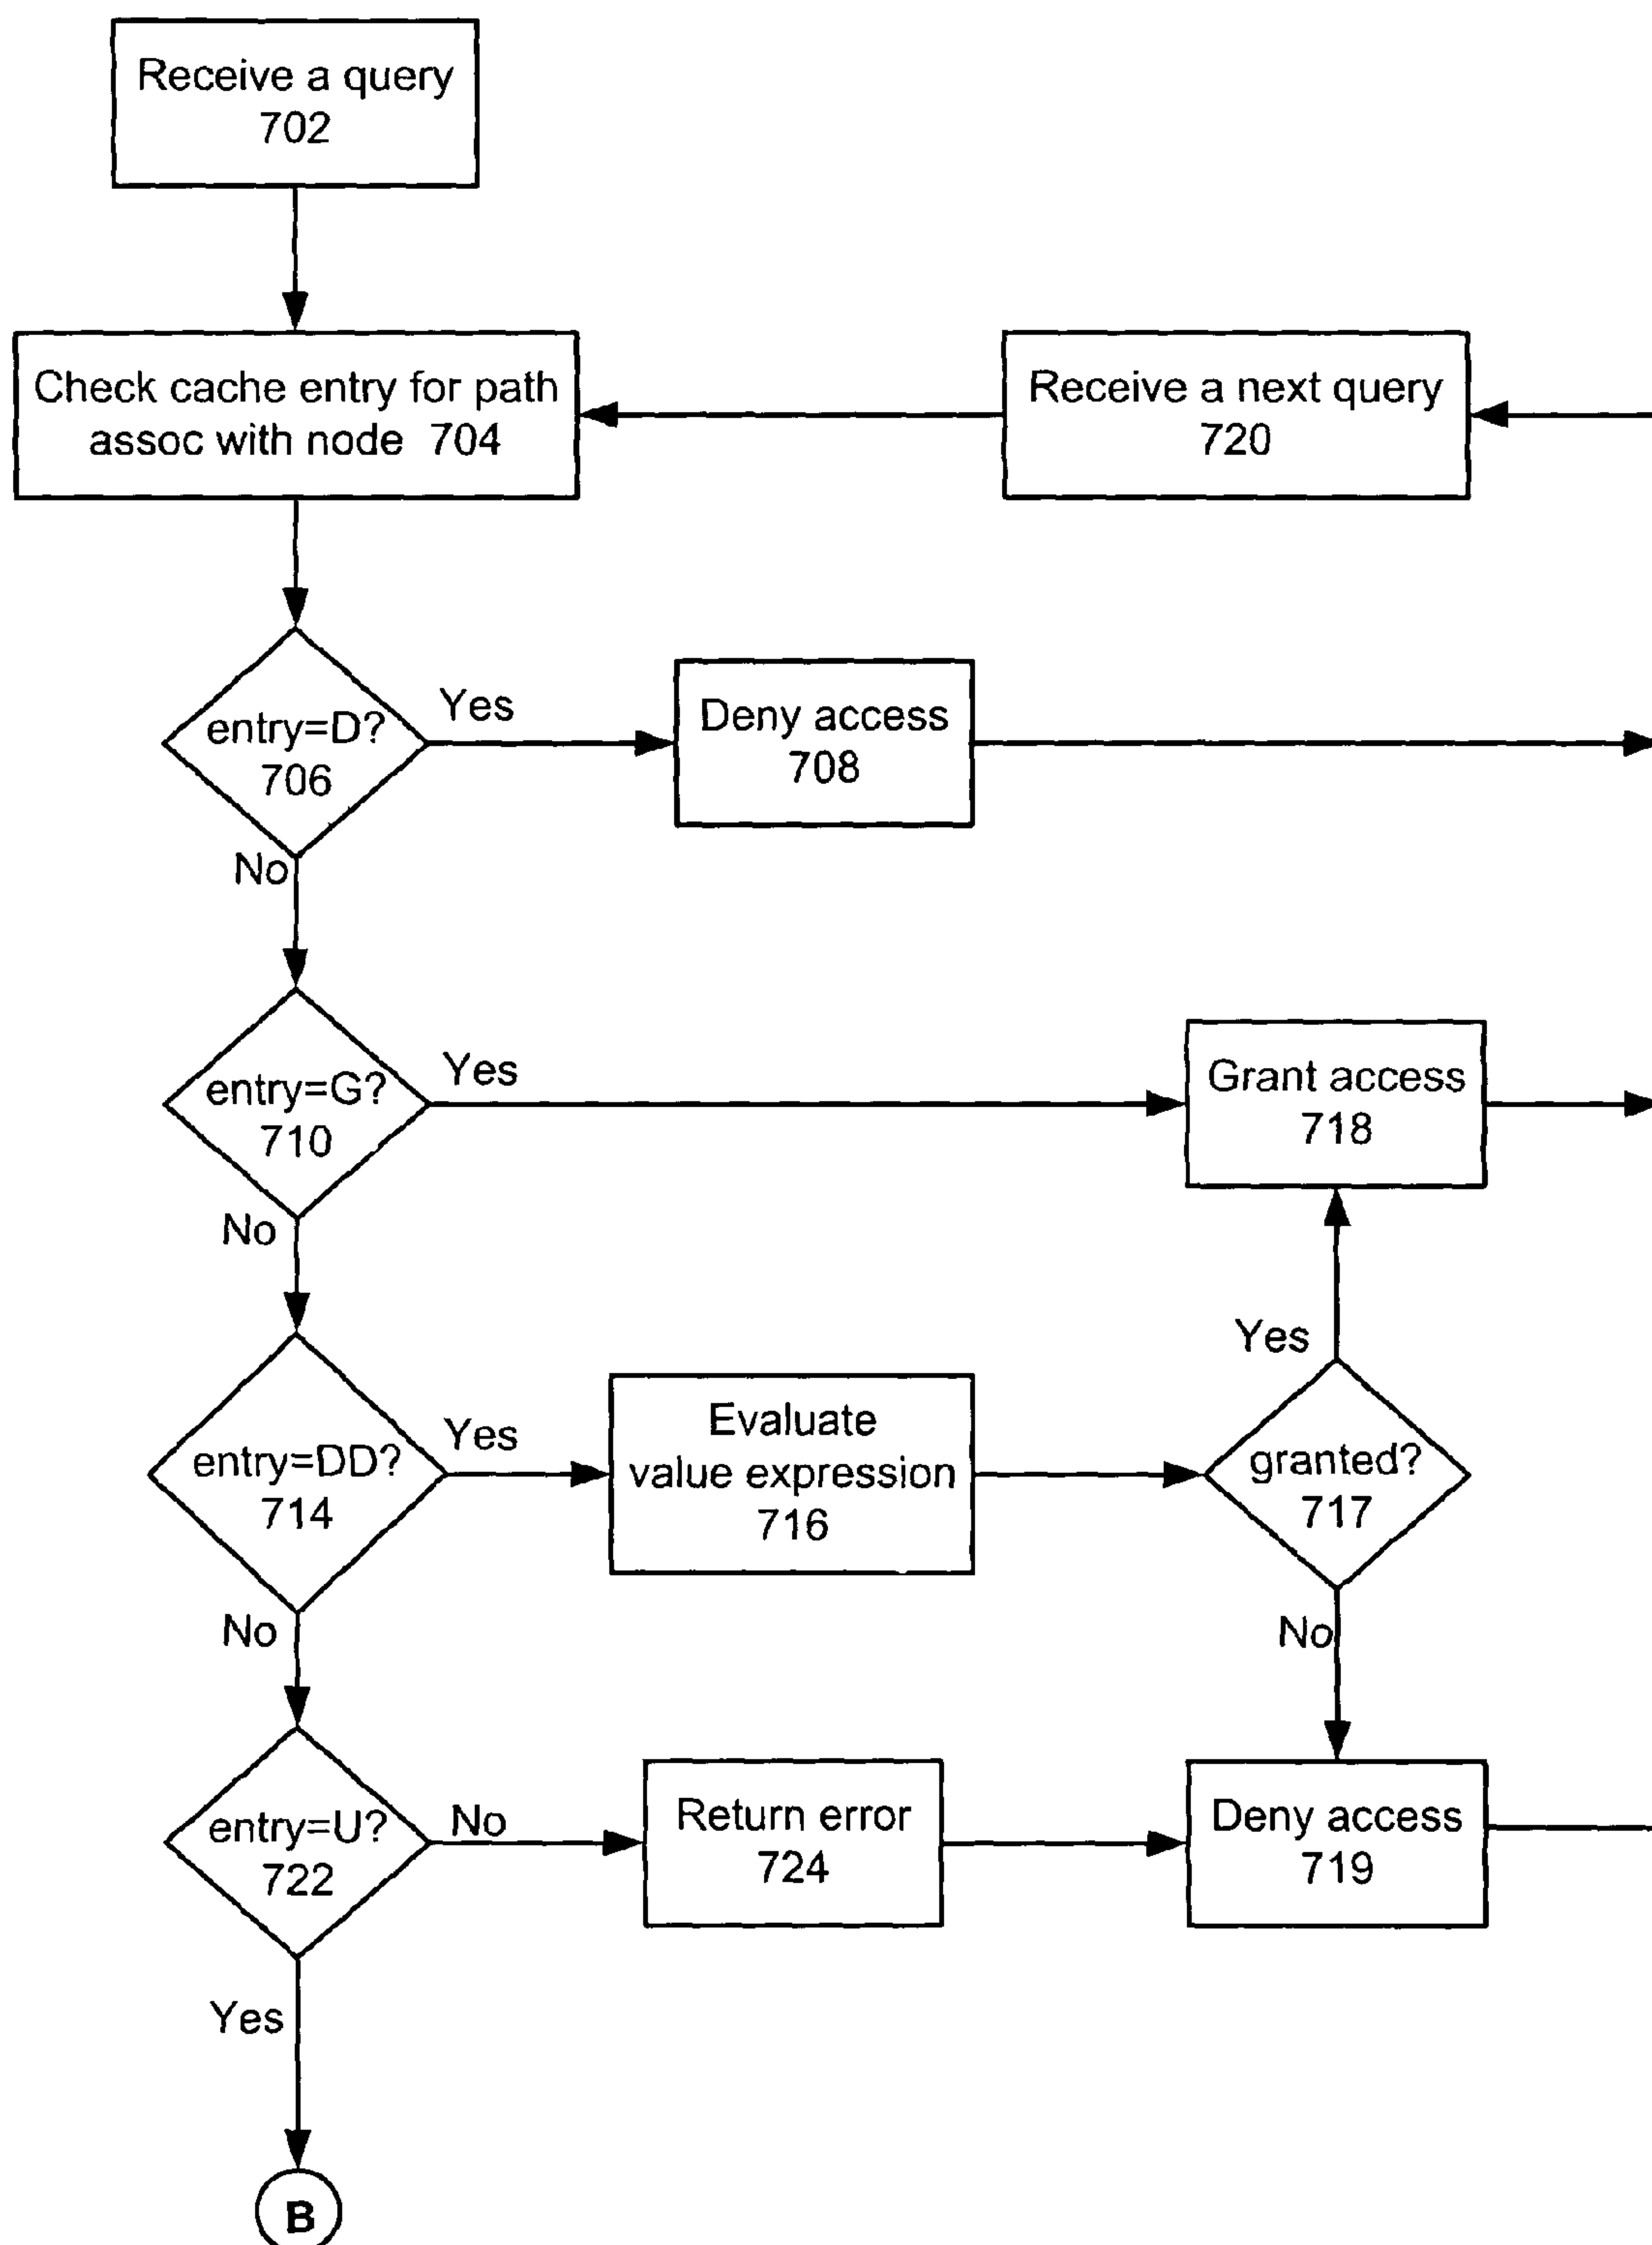 Receive a query
702
Check cache entry for path
assoc with node 704
Receive a next query
720
entry=D?
706
Yes
Deny access
708
No
entry=G?
710
Yes
Grant access
718
No
entry=DD?
714
Yes
Evaluate
value expression
716
Yes
granted?
717
No
No
entry=U?
722
No
Return error
724
Deny access
719
Yes
B